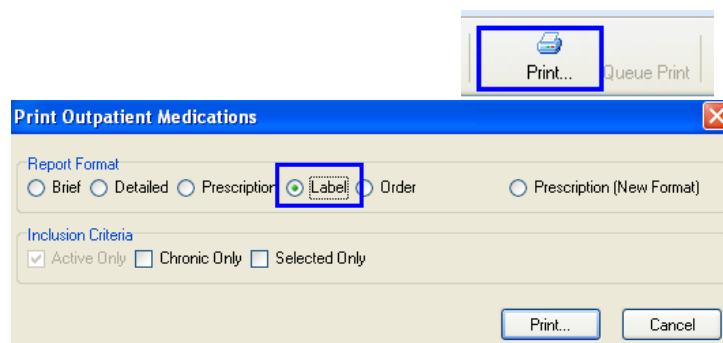 Print... Queue Print
Print Outpatient Medications
Report Format
Brief Detailed Prescription Label Order Prescription (New Format)
Inclusion Criteria
Active Only Chronic Only Selected Only
Print... Cancel